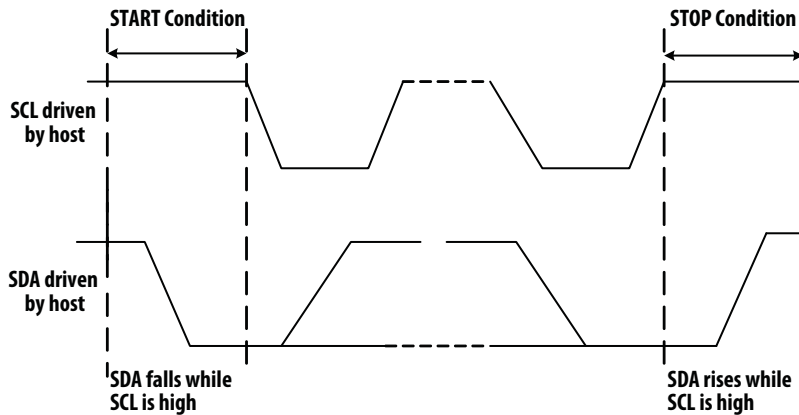 START Condition
STOP Condition
SCL driven
by host
SDA driven
by host
SDA falls while
SCL is high
SDA rises while
SCL is high